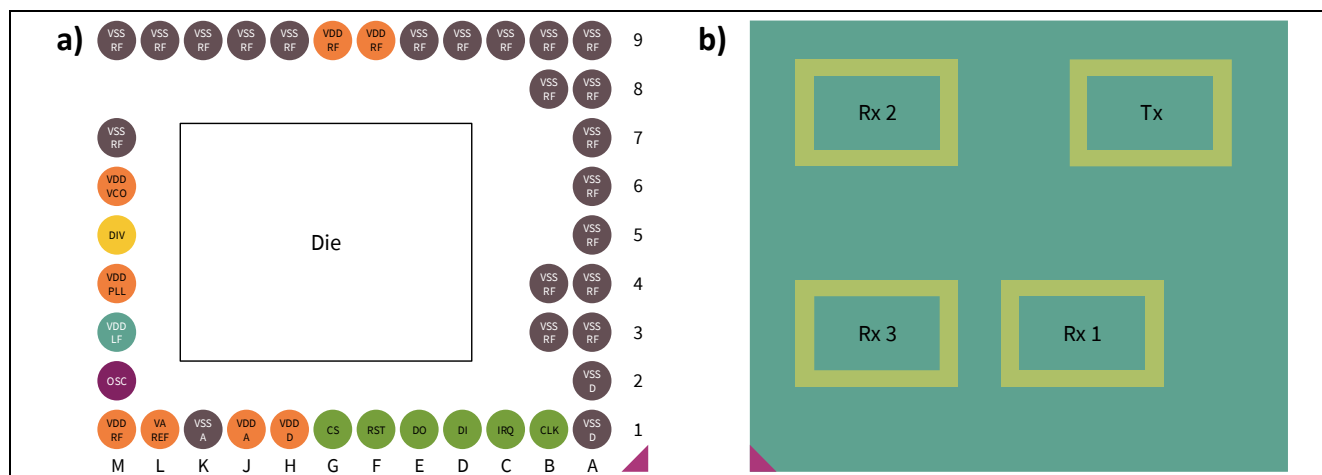 a)
VSS VSS VSS VSS VSS VDD VDD VSS VSS VSS VSS VSS
RF RF RF RF RF RF RF RF RF RF RF RF
9
VSS VSS
RF RF
8
VSS VSS
RF RF
7
VDD VSS
VCO RF
6
DIV
VSS
RF
5
VDD VSS VSS
PLL RF RF
4
VDD VSS VSS
LF RF RF
3
OSC
VSS
D
2
VDD VA VSS VDD VDD CS RST DO DI IRQ CLK VSS
RF REF A A D D
1
M L K J H G F E D C B A
Die
b)
Rx 2
Tx
Rx 3
Rx 1